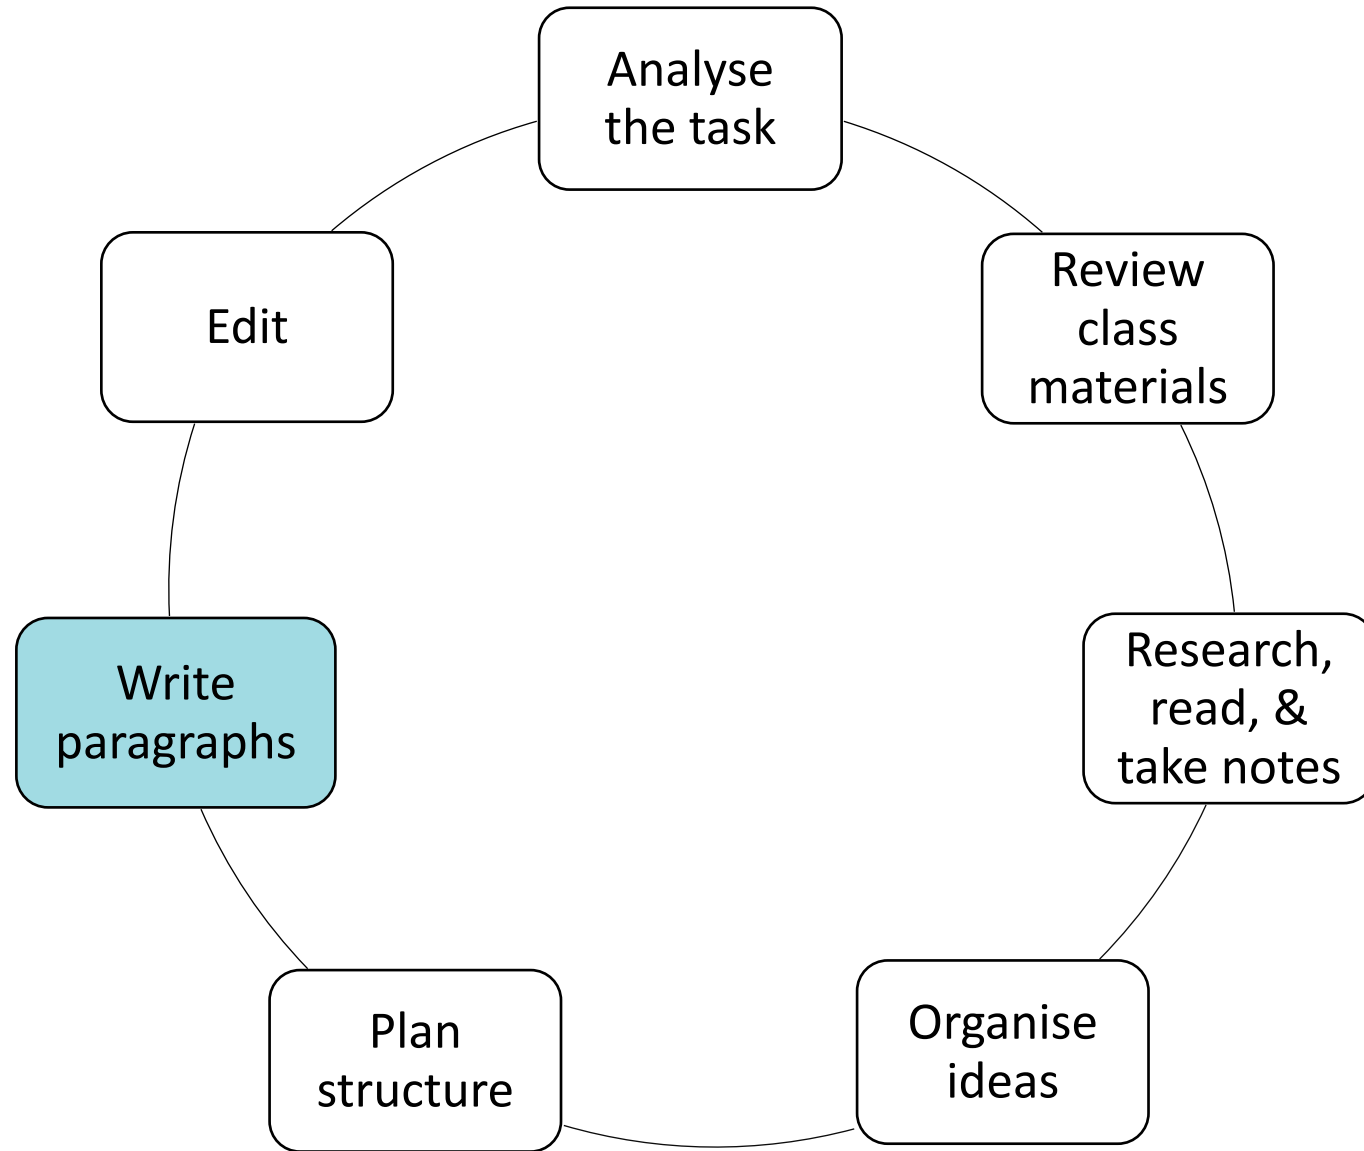 Analyse
the task
Review
class
materials
Research,
read, &
take notes
Organise
ideas
Plan
structure
Write
paragraphs
Edit